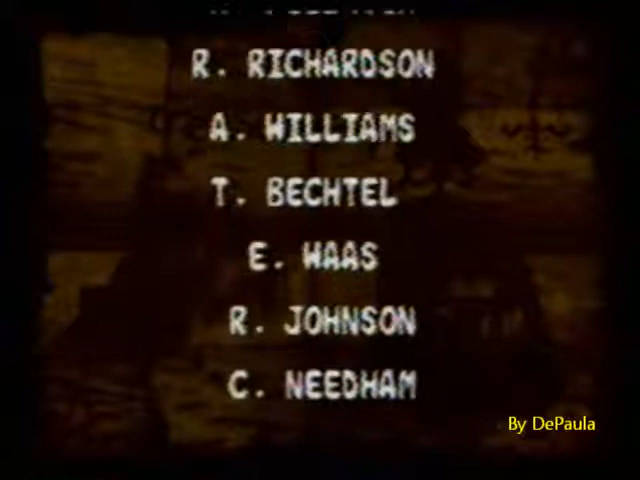 R. RICHARDSON
A. WILLIAMS
T. BECHTEL
E. WAAS
R. JOHNSON
C. NEEDHAM
By DePaula